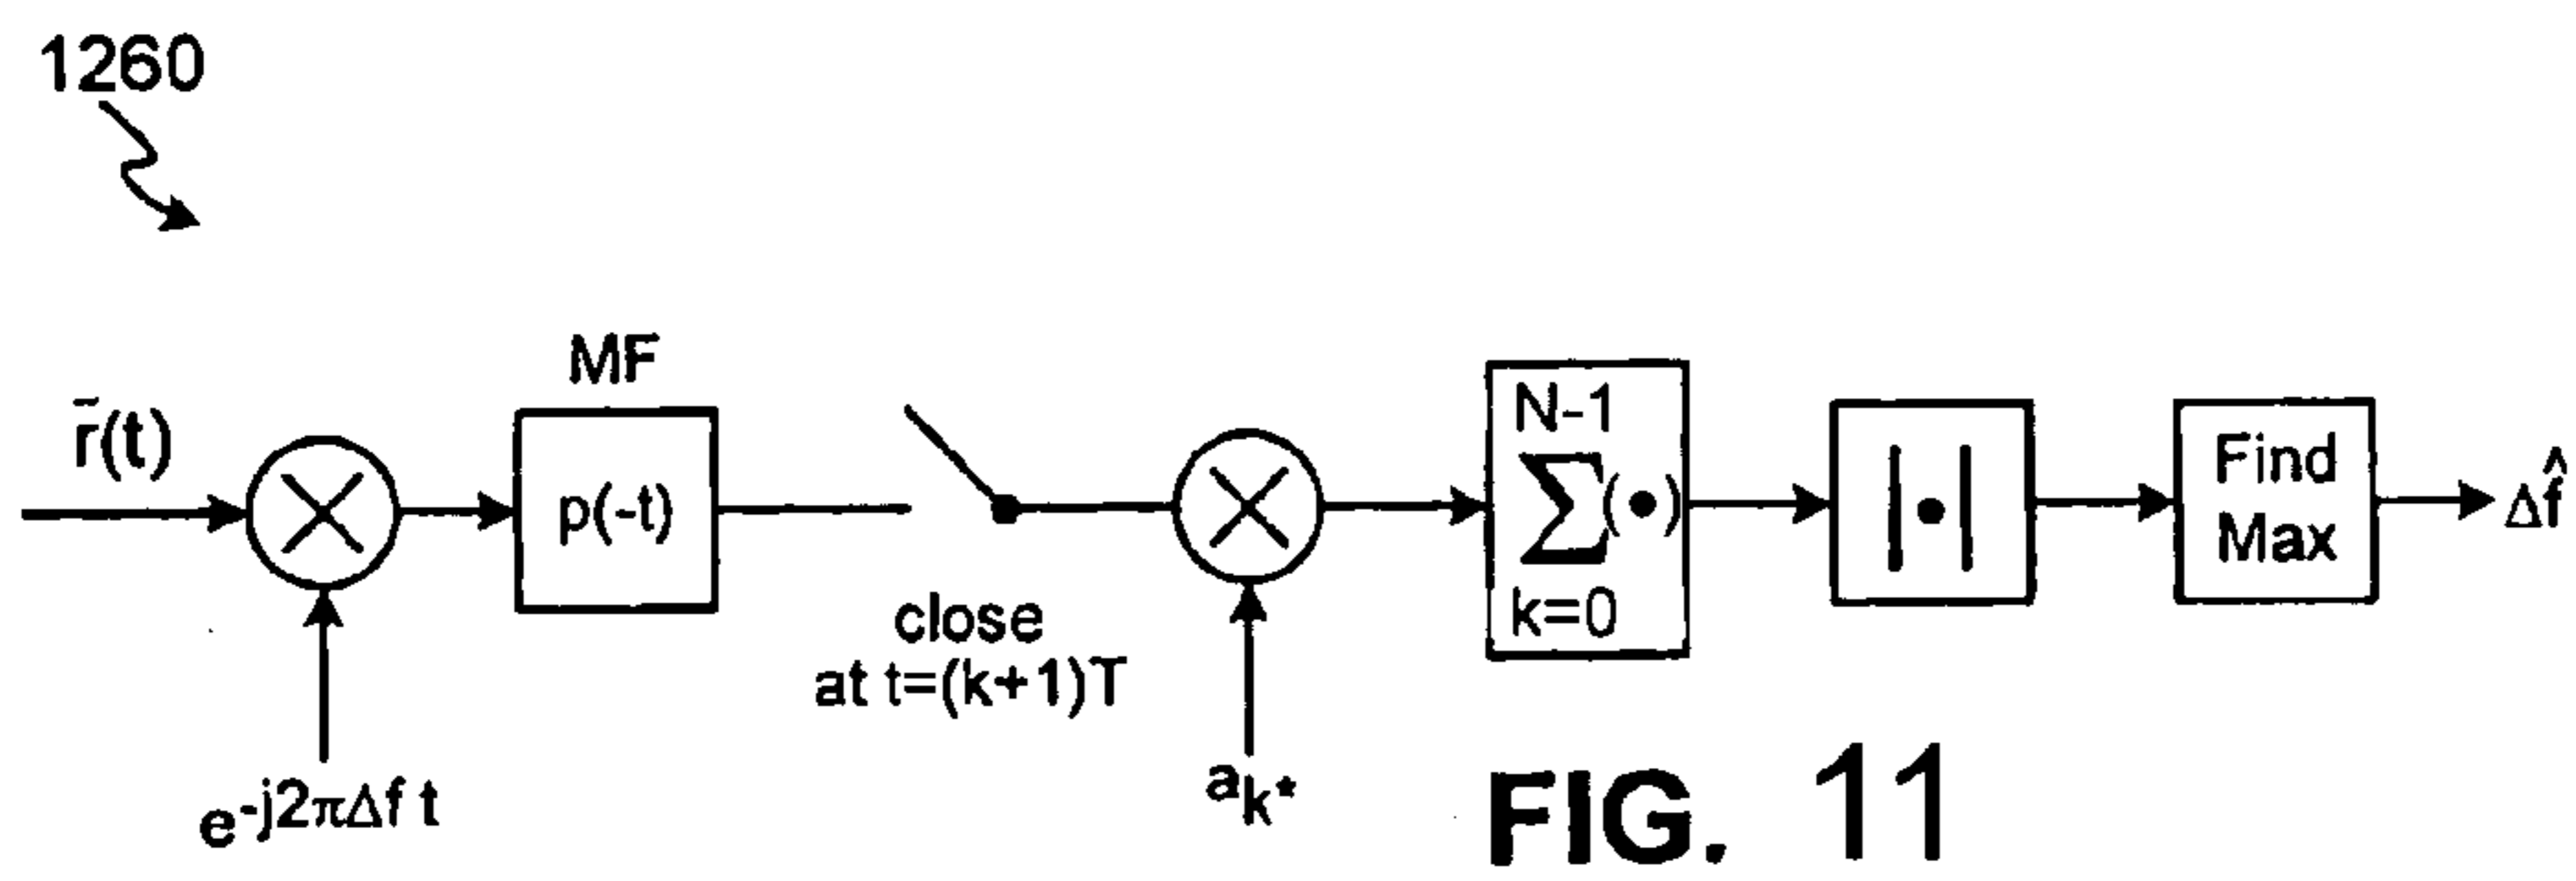 1260
MF
r̄(t)
p(-t)
close
at t=(k+1)T
e-j2πΔf t
ak*
N-1
Σ(•)
k=0
|•|
Find
Max
Δf̂
FIG. 11